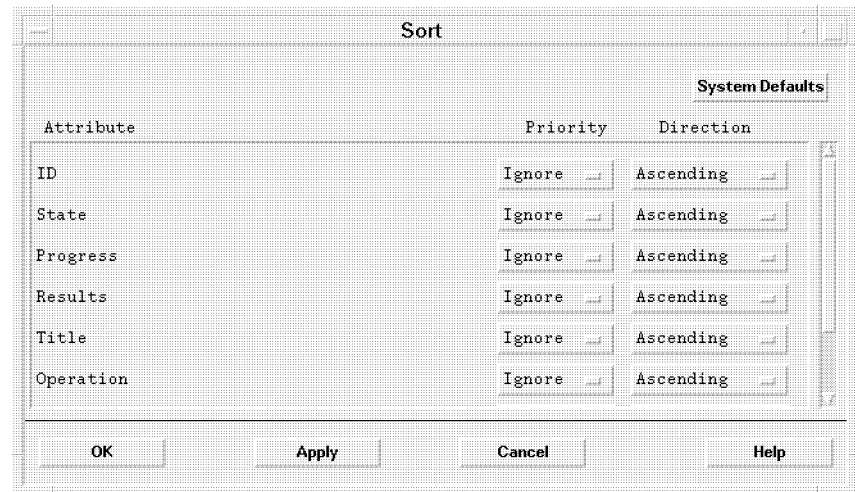 Sort
System Defaults
Attribute Priority Direction
ID Ignore Ascending
State Ignore Ascending
Progress Ignore Ascending
Results Ignore Ascending
Title Ignore Ascending
Operation Ignore Ascending
OK Apply Cancel Help